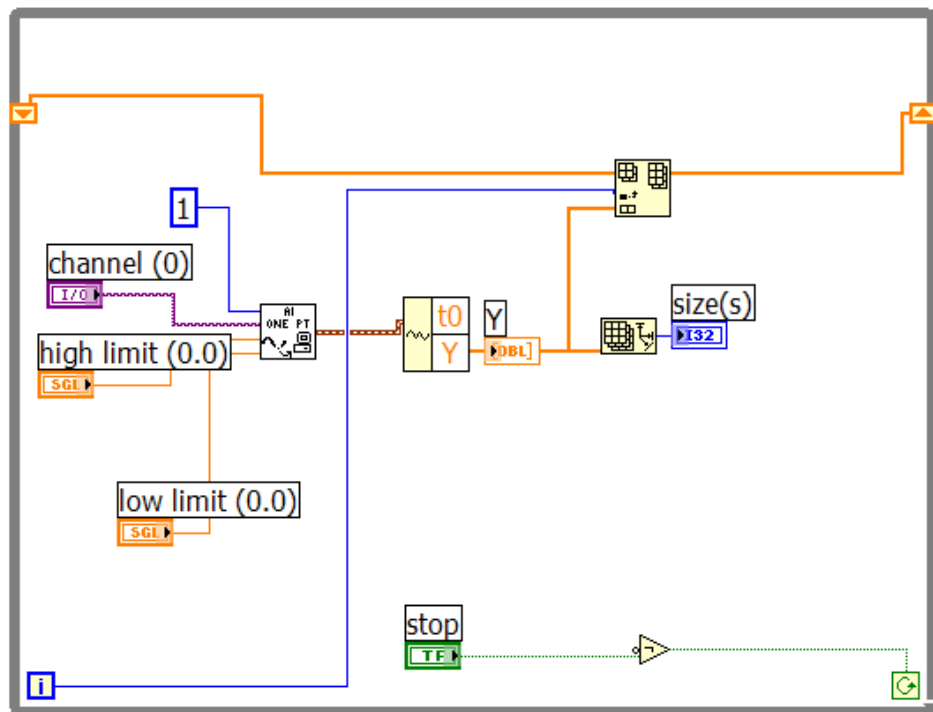 1
channel (0)
I/O
AI
ONE PT
high limit (0.0)
SGL
t0
Y
Y
DBL]
size(s)
I32
low limit (0.0)
SGL
stop
TF
i